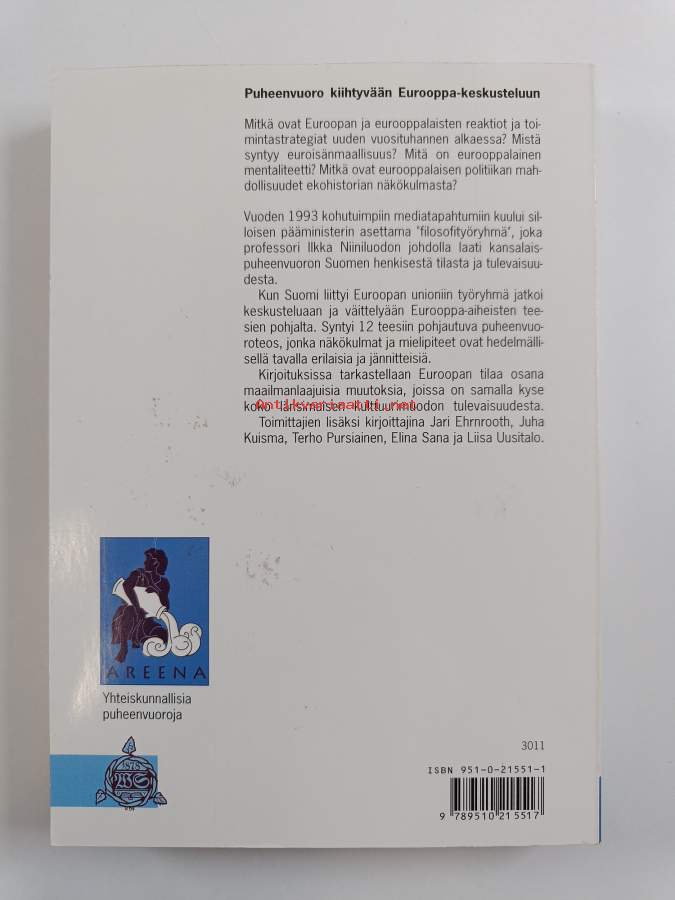 Puheenvuoro kiihtyvään Eurooppa-keskusteluun
Mitkä ovat Euroopan ja eurooppalaisten reaktiot ja toi-
mintastrategiat uuden vuosituhannen alkaessa? Mistä
syntyy euroisänmaallisuus? Mitä on eurooppalainen
mentaliteetti? Mitkä ovat eurooppalaisen politiikan mah-
dollisuudet ekohistorian näkökulmasta?
Vuoden 1993 kohutuimpiin mediatapahtumiin kuului sil-
loisen pääministerin asettama "filosofityöryhmä", joka
professori Ilkka Niiniluodon johdolla laati kansalais-
puheenvuoron Suomen henkisestä tilasta ja tulevaisuu-
desta.
Kun Suomi liittyi Euroopan unioniin työryhmä jatkoi
keskusteluaan ja väittelyään Eurooppa-aiheisten tee-
sien pohjalta. Syntyi 12 teesiin pohjautuva puheenvuo-
roteos, jonka näkökulmat ja mielipiteet ovat hedelmälli-
sellä tavalla erilaisia ja jännitteisiä.
Kirjoituksissa tarkastellaan Euroopan tilaa osana
maailmanlaajuisia muutoksia, joissa on samalla kyse
koko länsimaisen kulttuurimuodon tulevaisuudesta.
Antikvariaatti.net
Toimittajien lisäksi kirjoittajina Jari Ehrnrooth, Juha
Kuisma, Terho Pursiainen, Elina Sana ja Liisa Uusitalo.
AREENA
Yhteiskunnallisia
puheenvuoroja
1878
WS
3011
ISBN 951-0-21551-1
9 789510 215517